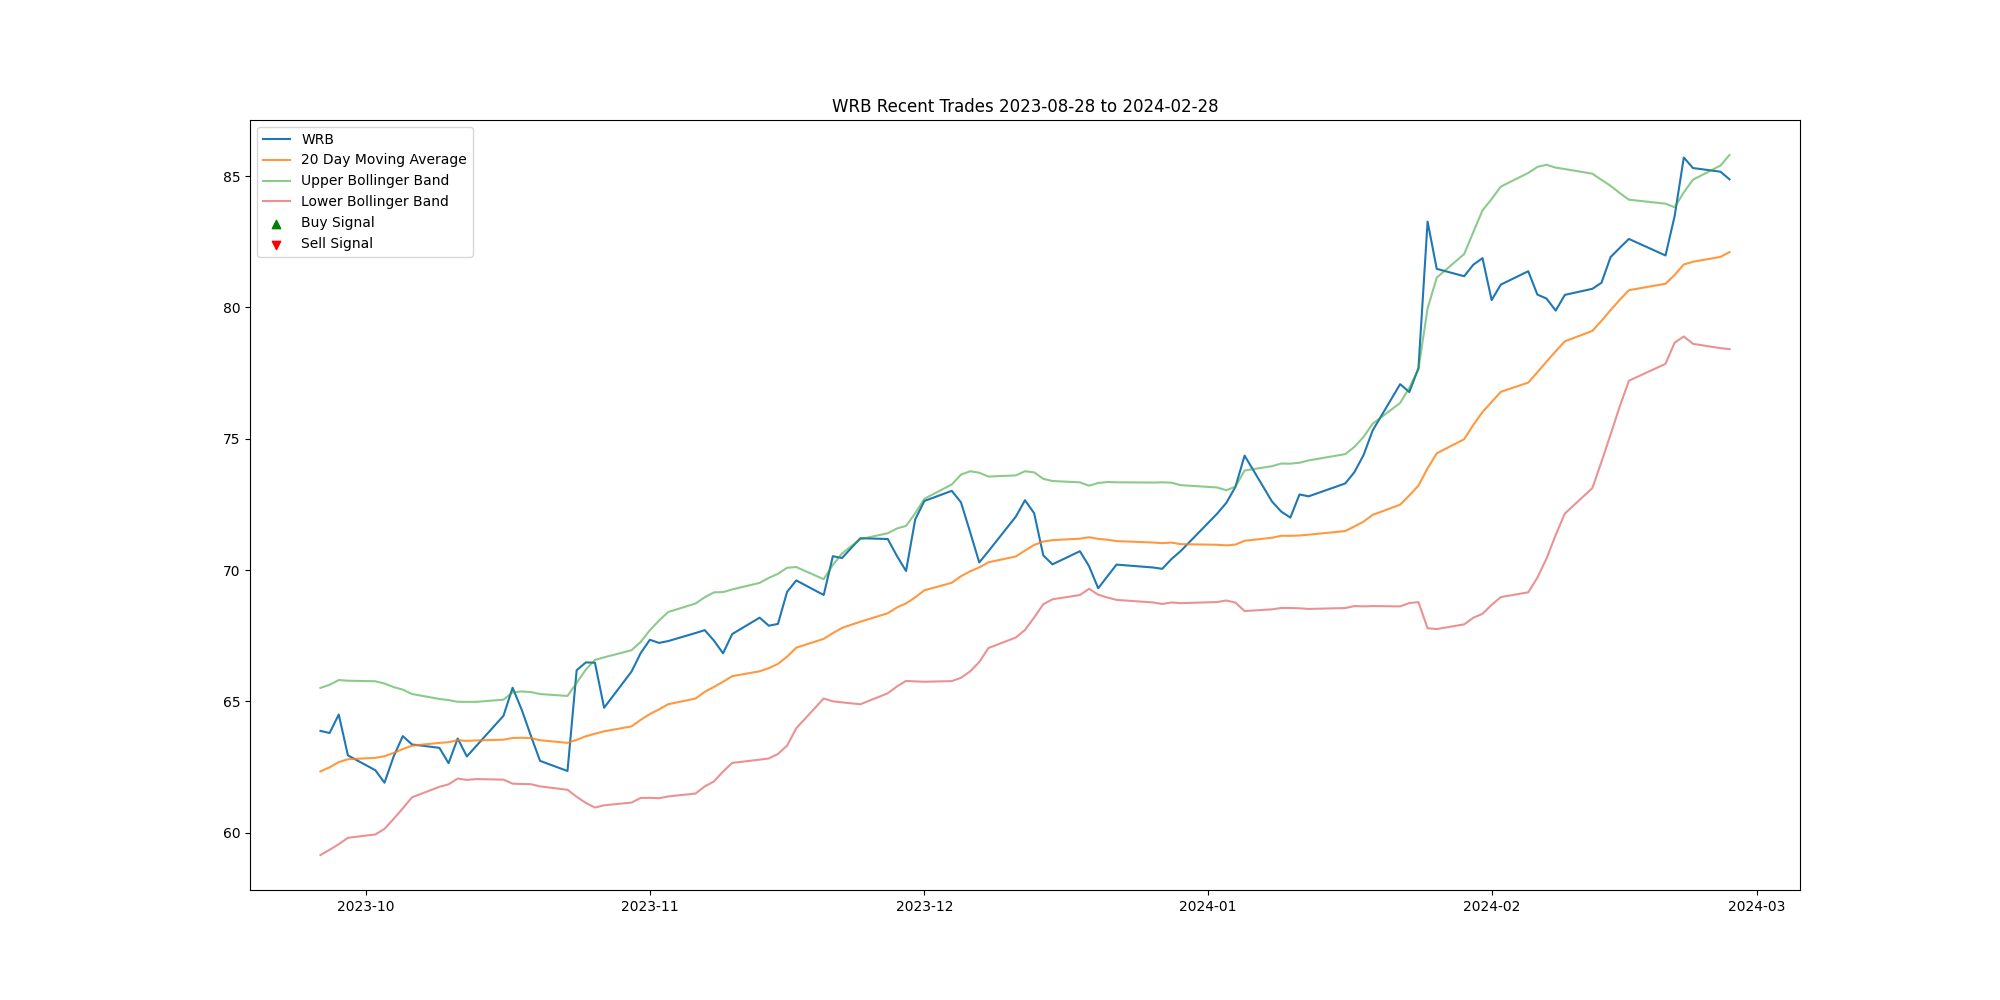 WRB Recent Trades 2023-08-28 to 2024-02-28
WRB
20 Day Moving Average
Upper Bollinger Band
Lower Bollinger Band
Buy Signal
Sell Signal
85
80
75
70
65
60
2023-10
2023-11
2023-12
2024-01
2024-02
2024-03